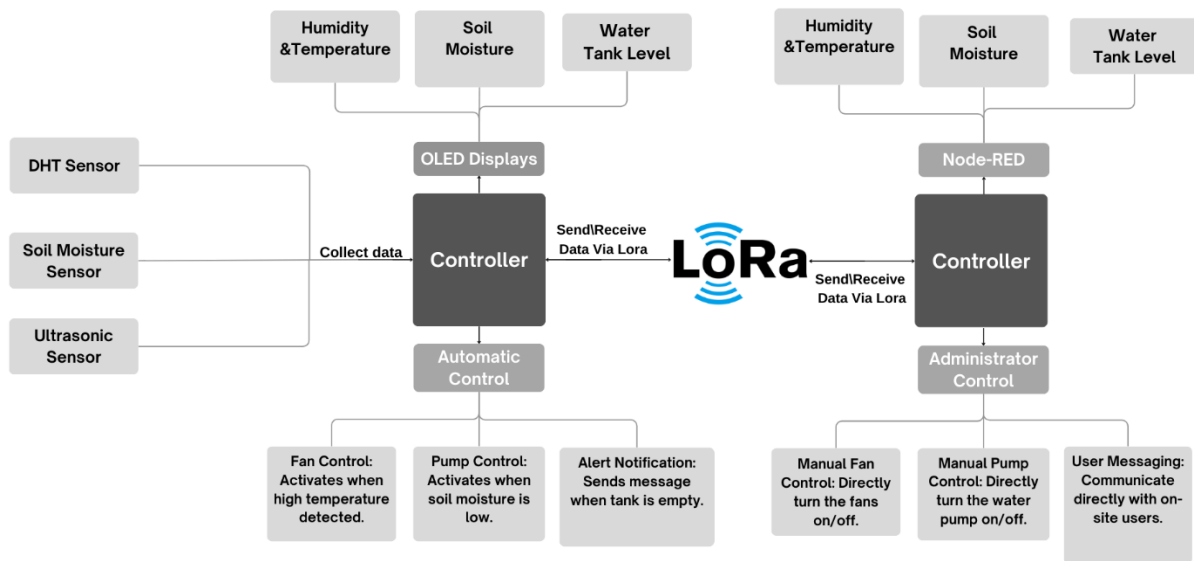 Humidity
&Temperature
Soil
Moisture
Water
Tank Level
Humidity
&Temperature
Soil
Moisture
Water
Tank Level
DHT Sensor
OLED Displays
Node-RED
Soil Moisture
Sensor
Collect data
Controller
Send\Receive
Data Via Lora
LoRa
Send\Receive
Data Via Lora
Controller
Ultrasonic
Sensor
Automatic
Control
Administrator
Control
Fan Control:
Activates when
high temperature
detected.
Pump Control:
Activates when
soil moisture is
low.
Alert Notification:
Sends message
when tank is empty.
Manual Fan
Control: Directly
turn the fans
on/off.
Manual Pump
Control: Directly
turn the water
pump on/off.
User Messaging:
Communicate
directly with on-
site users.